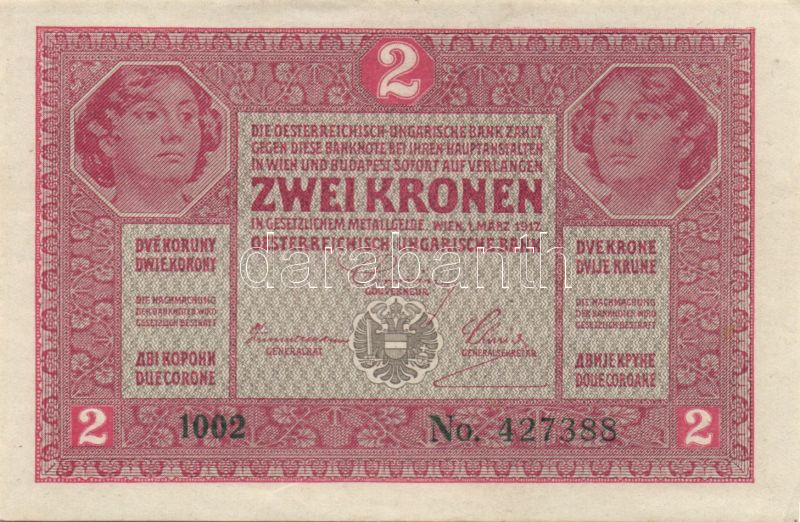 2
DIE OESTERREICHISCH-UNGARISCHE BANK ZAHLT
GEGEN DIESE BANKNOTE BEI IHREN HAUPTANSTALTEN
IN WIEN UND BUDAPEST SOFORT AUF VERLANGEN
ZWEI KRONEN
IN GESETZLICHEM METALLGELDE. WIEN, 1. MÄRZ 1917.
OESTERREICHISCH-UNGARISCHE BANK
GOUVERNEUR
GENERALRAT
GENERALSEKRETÄR
DVĚ KORUNY
DWIE KORONY
DIE NACHMACHUNG
DER BANKNOTEN WIRD
GESETZLICH BESTRAFT
ДВІ КОРОНИ
DUE CORONE
DVE KRONE
DVIJE KRUNE
DIE NACHMACHUNG
DER BANKNOTEN WIRD
GESETZLICH BESTRAFT
ДВИЈЕ КРУНЕ
DOUE COROANE
2
1002
No. 427388
2
darabanth